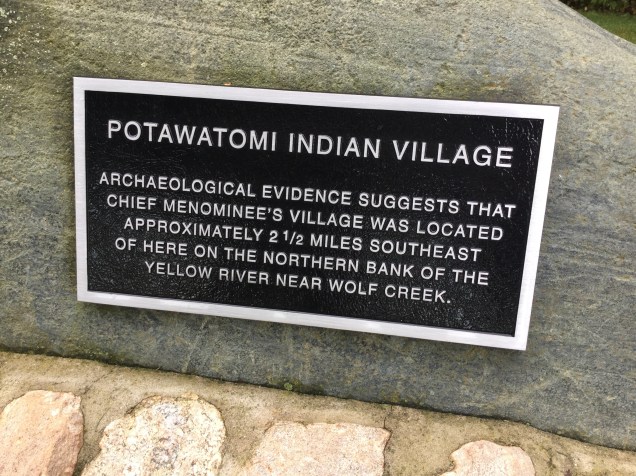 POTAWATOMI INDIAN VILLAGE
ARCHAEOLOGICAL EVIDENCE SUGGESTS THAT
CHIEF MENOMINEE'S VILLAGE WAS LOCATED
APPROXIMATELY 2 1/2 MILES SOUTHEAST
OF HERE ON THE NORTHERN BANK OF THE
YELLOW RIVER NEAR WOLF CREEK.